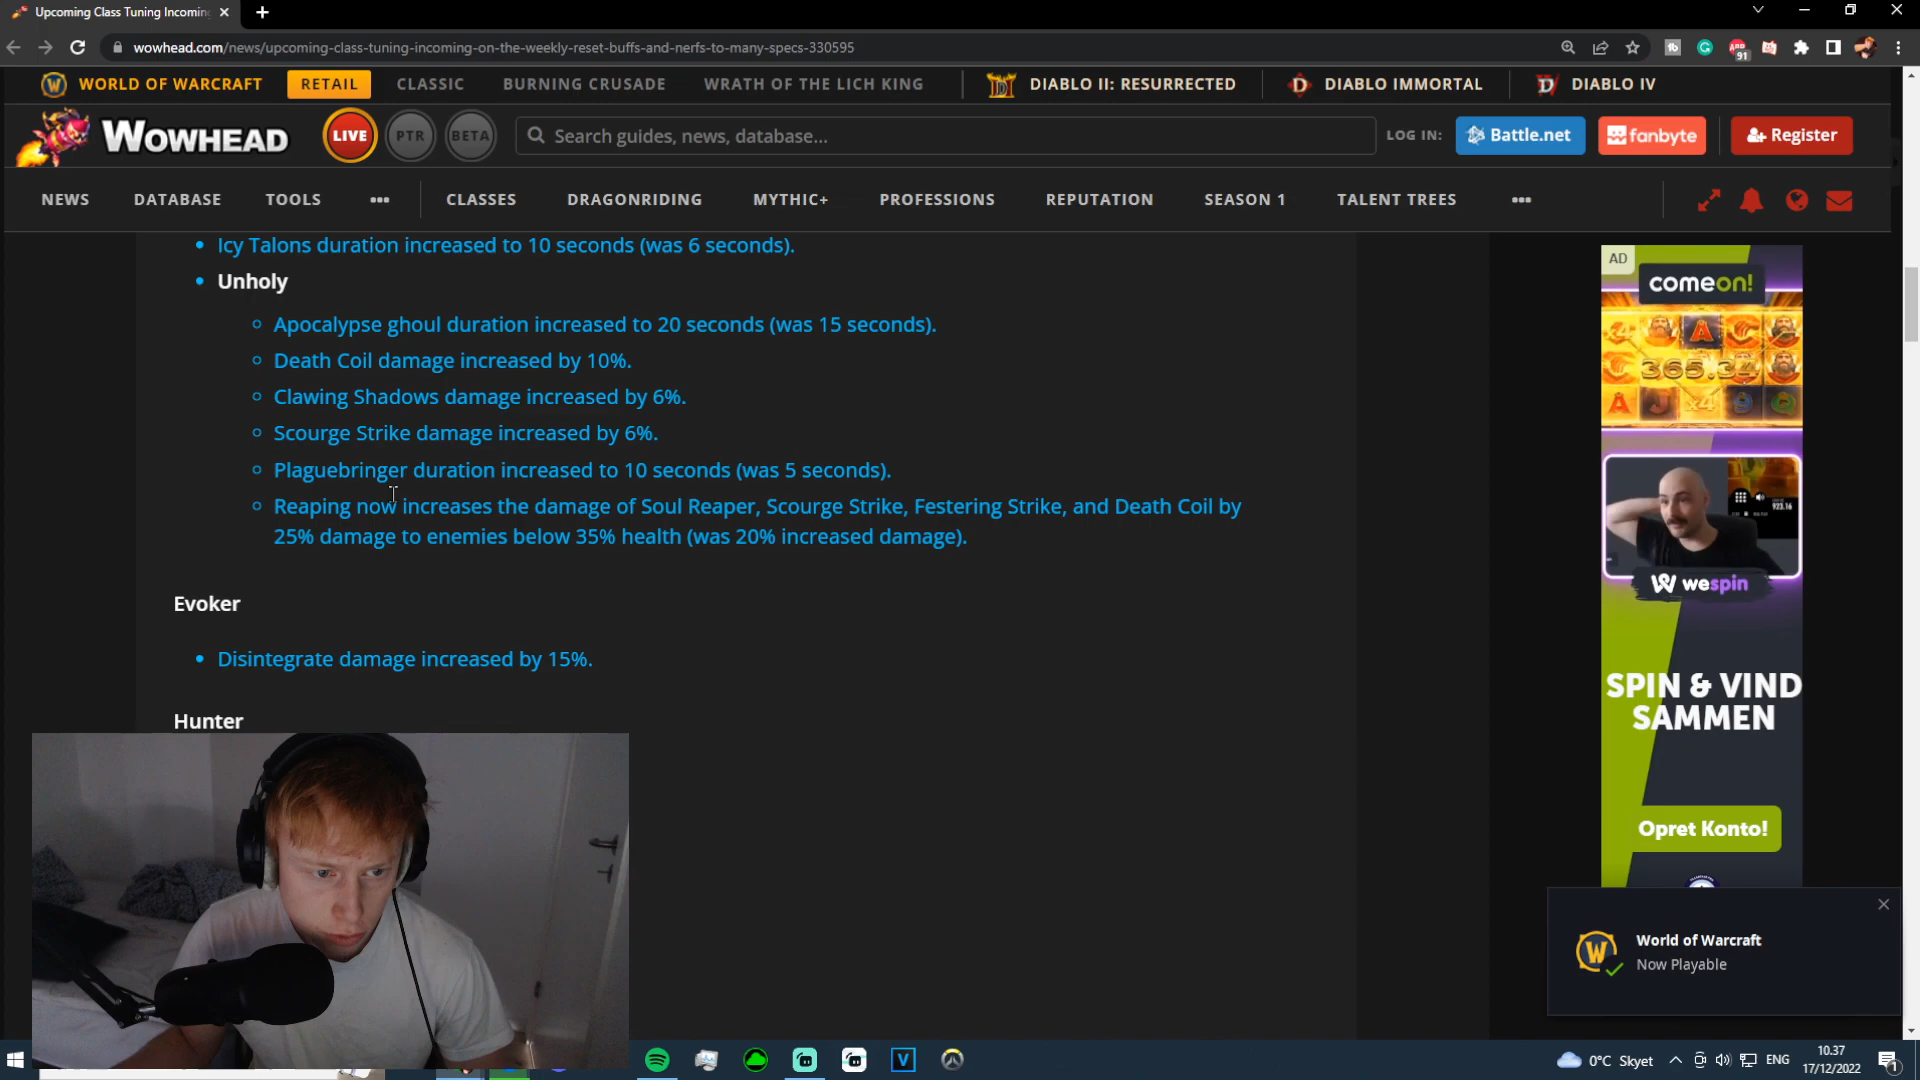 Upcoming Class Tuning Incoming
wowhead.com/news/upcoming-class-tuning-incoming-on-the-weekly-reset-buffs-and-nerfs-to-many-specs-330595
91
WORLD OF WARCRAFT RETAIL CLASSIC BURNING CRUSADE WRATH OF THE LICH KING DIABLO II: RESURRECTED DIABLO IMMORTAL DIABLO IV
WOWHEAD LIVE PTR BETA Search guides, news, database... LOG IN: Battle.net fanbyte Register
NEWS DATABASE TOOLS ••• CLASSES DRAGONRIDING MYTHIC+ PROFESSIONS REPUTATION SEASON 1 TALENT TREES •••
• Icy Talons duration increased to 10 seconds (was 6 seconds).
• Unholy
Apocalypse ghoul duration increased to 20 seconds (was 15 seconds).
Death Coil damage increased by 10%.
Clawing Shadows damage increased by 6%.
Scourge Strike damage increased by 6%.
Plaguebringer duration increased to 10 seconds (was 5 seconds).
Reaping now increases the damage of Soul Reaper, Scourge Strike, Festering Strike, and Death Coil by
25% damage to enemies below 35% health (was 20% increased damage).
Evoker
• Disintegrate damage increased by 15%.
Hunter
AD
comeon!
365.34
923.16
wespin
SPIN & VIND
SAMMEN
Opret Konto!
World of Warcraft
Now Playable
0°C Skyet ENG
10.37
17/12/2022
1